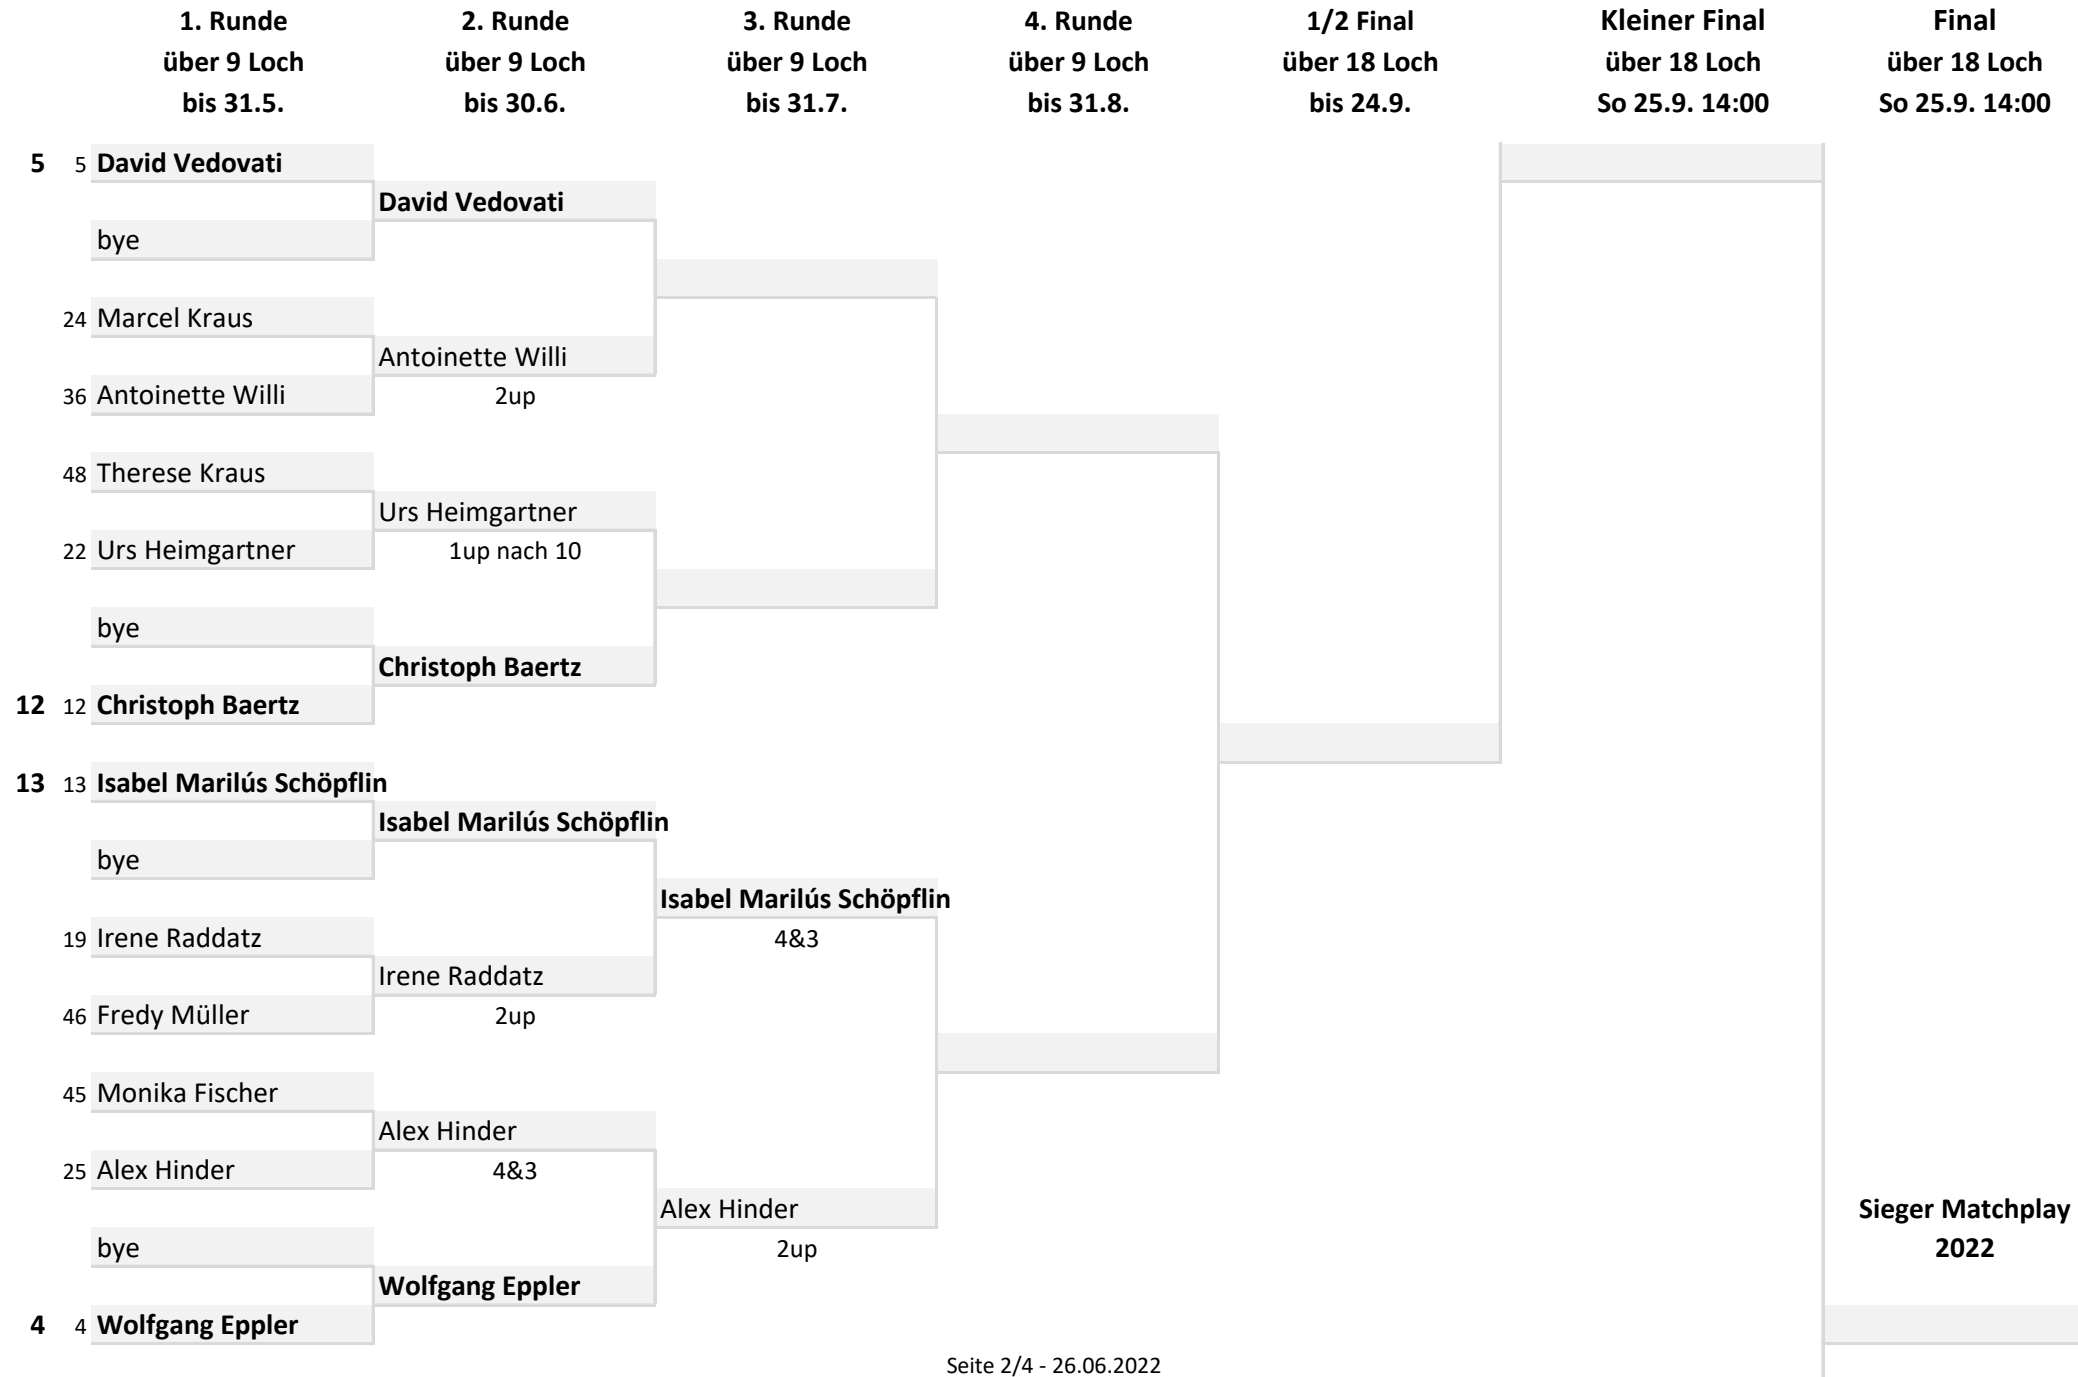 1. Runde 2. Runde 3. Runde 4. Runde 1/2 Final Kleiner Final Final
über 9 Loch über 9 Loch über 9 Loch über 9 Loch über 18 Loch über 18 Loch über 18 Loch
bis 31.5. bis 30.6. bis 31.7. bis 31.8. bis 24.9. So 25.9. 14:00 So 25.9. 14:00
5 5 David Vedovati
David Vedovati
bye
24 Marcel Kraus
Antoinette Willi
36 Antoinette Willi 2up
48 Therese Kraus
Urs Heimgartner
22 Urs Heimgartner 1up nach 10
bye
Christoph Baertz
12 12 Christoph Baertz
13 13 Isabel Marilús Schöpflin
Isabel Marilús Schöpflin
bye
Isabel Marilús Schöpflin
19 Irene Raddatz 4&3
Irene Raddatz
46 Fredy Müller 2up
45 Monika Fischer
Alex Hinder
25 Alex Hinder 4&3
Alex Hinder Sieger Matchplay
bye 2up 2022
Wolfgang Eppler
4 4 Wolfgang Eppler
Seite 2/4 - 26.06.2022